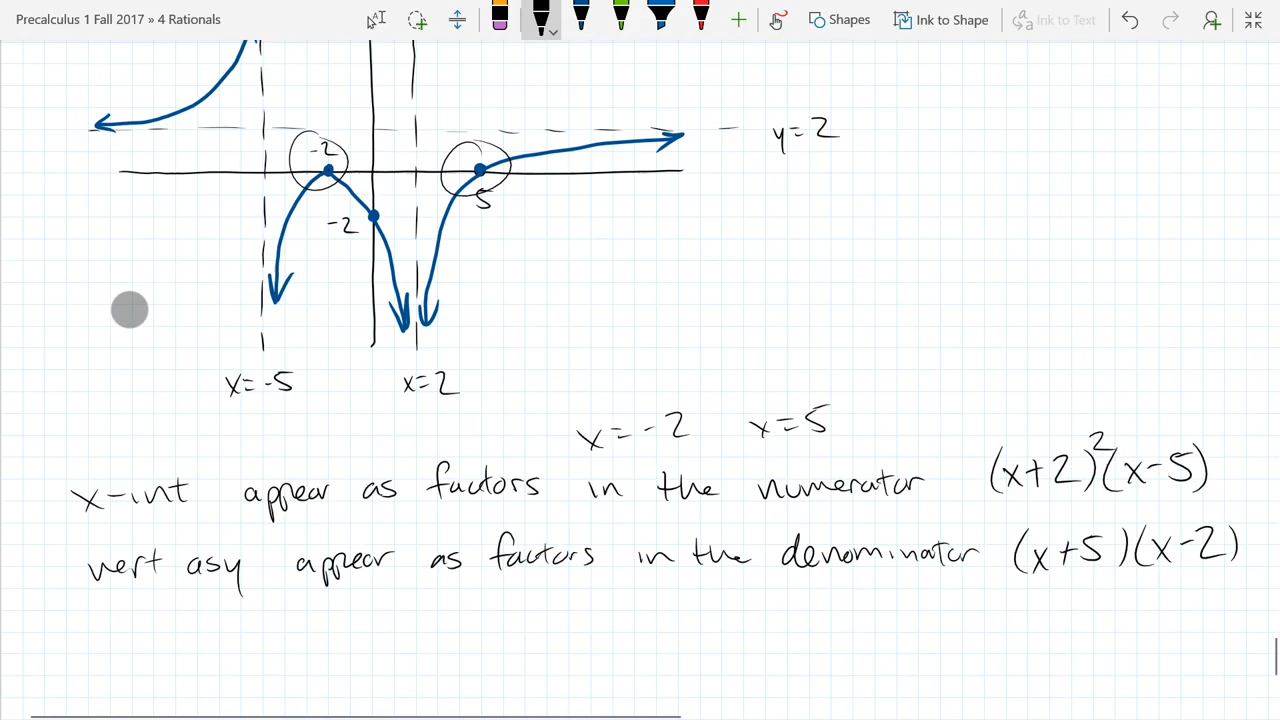 Precalculus 1 Fall 2017 » 4 Rationals
Shapes
Ink to Shape
Ink to Text
y=2
-2
5
-2
x=-5
x=2
x=-2 x=5
x-int appear as factors in the numerator (x+2)²(x-5)
vert asy appear as factors in the denominator (x+5)(x-2)